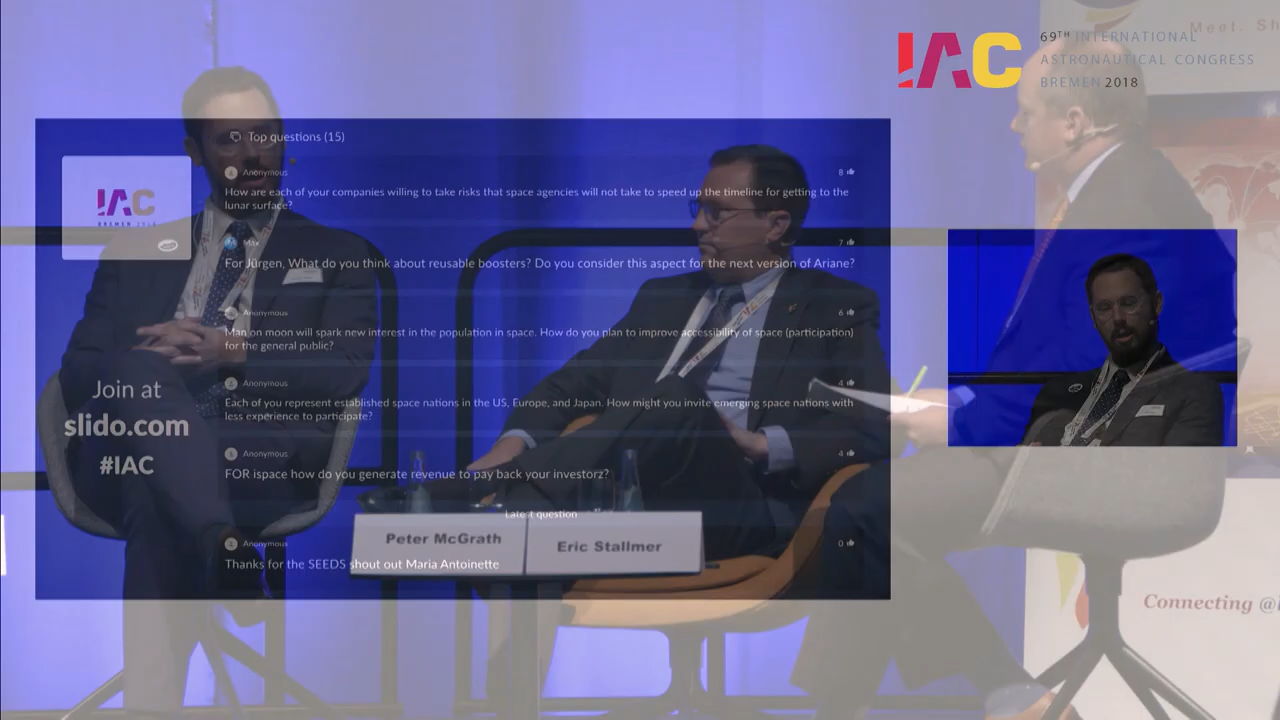 Meet. Sh
IAC
69TH INTERNATIONAL
ASTRONAUTICAL CONGRESS
BREMEN 2018
Top questions (15)
IAC
BREMEN 2018
Anonymous
8
How are each of your companies willing to take risks that space agencies will not take to speed up the timeline for getting to the
lunar surface?
Max
7
For Jürgen, What do you think about reusable boosters? Do you consider this aspect for the next version of Ariane?
Anonymous
6
Man on moon will spark new interest in the population in space. How do you plan to improve accessibility of space (participation)
for the general public?
Anonymous
4
Each of you represent established space nations in the US, Europe, and Japan. How might you invite emerging space nations with
less experience to participate?
Join at
slido.com
#IAC
Anonymous
4
FOR ispace how do you generate revenue to pay back your investorz?
Latest question
Anonymous
0
Thanks for the SEEDS shout out Maria Antoinette
Peter McGrath
Eric Stallmer
Connecting @